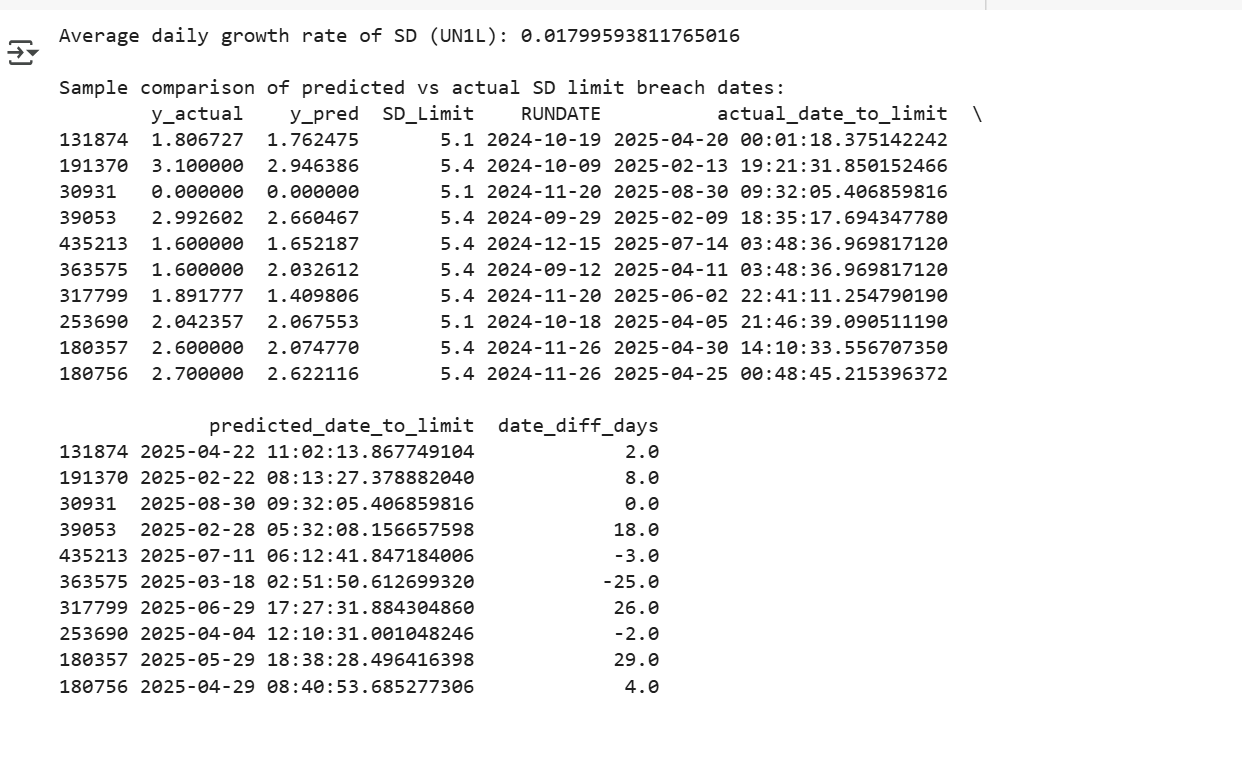 Average daily growth rate of SD (UN1L): 0.01799593811765016
Sample comparison of predicted vs actual SD limit breach dates:
y_actual y_pred SD_Limit RUNDATE actual_date_to_limit \
131874 1.806727 1.762475 5.1 2024-10-19 2025-04-20 00:01:18.375142242
191370 3.100000 2.946386 5.4 2024-10-09 2025-02-13 19:21:31.850152466
30931 0.000000 0.000000 5.1 2024-11-20 2025-08-30 09:32:05.406859816
39053 2.992602 2.660467 5.4 2024-09-29 2025-02-09 18:35:17.694347780
435213 1.600000 1.652187 5.4 2024-12-15 2025-07-14 03:48:36.969817120
363575 1.600000 2.032612 5.4 2024-09-12 2025-04-11 03:48:36.969817120
317799 1.891777 1.409806 5.4 2024-11-20 2025-06-02 22:41:11.254790190
253690 2.042357 2.067553 5.1 2024-10-18 2025-04-05 21:46:39.090511190
180357 2.600000 2.074770 5.4 2024-11-26 2025-04-30 14:10:33.556707350
180756 2.700000 2.622116 5.4 2024-11-26 2025-04-25 00:48:45.215396372
predicted_date_to_limit date_diff_days
131874 2025-04-22 11:02:13.867749104 2.0
191370 2025-02-22 08:13:27.378882040 8.0
30931 2025-08-30 09:32:05.406859816 0.0
39053 2025-02-28 05:32:08.156657598 18.0
435213 2025-07-11 06:12:41.847184006 -3.0
363575 2025-03-18 02:51:50.612699320 -25.0
317799 2025-06-29 17:27:31.884304860 26.0
253690 2025-04-04 12:10:31.001048246 -2.0
180357 2025-05-29 18:38:28.496416398 29.0
180756 2025-04-29 08:40:53.685277306 4.0